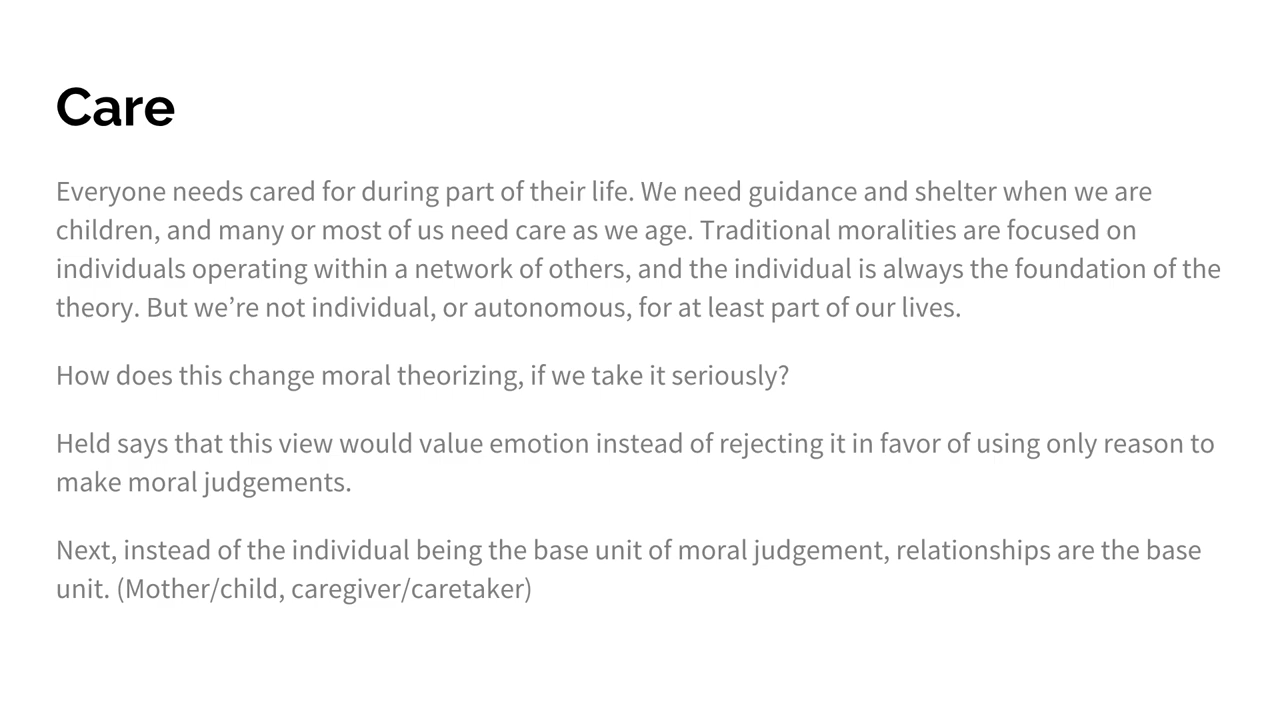 Care
Everyone needs cared for during part of their life. We need guidance and shelter when we are
children, and many or most of us need care as we age. Traditional moralities are focused on
individuals operating within a network of others, and the individual is always the foundation of the
theory. But we’re not individual, or autonomous, for at least part of our lives.
How does this change moral theorizing, if we take it seriously?
Held says that this view would value emotion instead of rejecting it in favor of using only reason to
make moral judgements.
Next, instead of the individual being the base unit of moral judgement, relationships are the base
unit. (Mother/child, caregiver/caretaker)